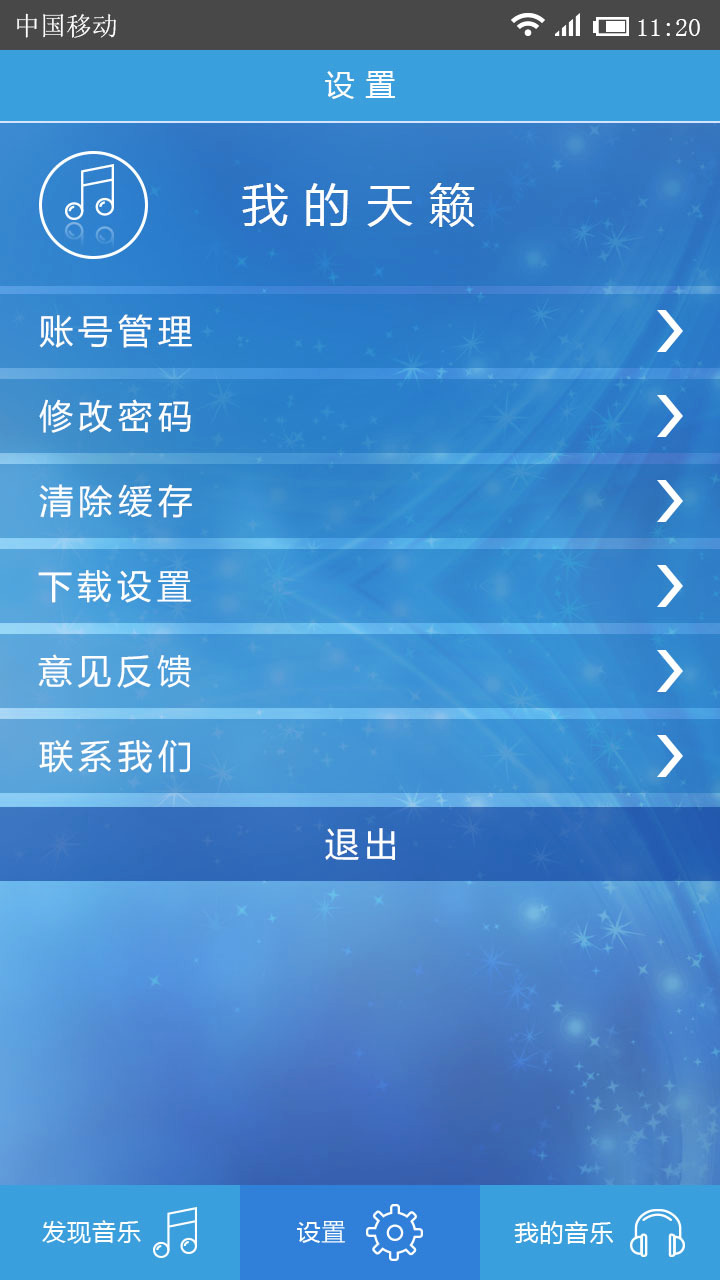 中国移动 11:20
设置
我的天籁
账号管理
修改密码
清除缓存
下载设置
意见反馈
联系我们
退出
发现音乐 设置 我的音乐